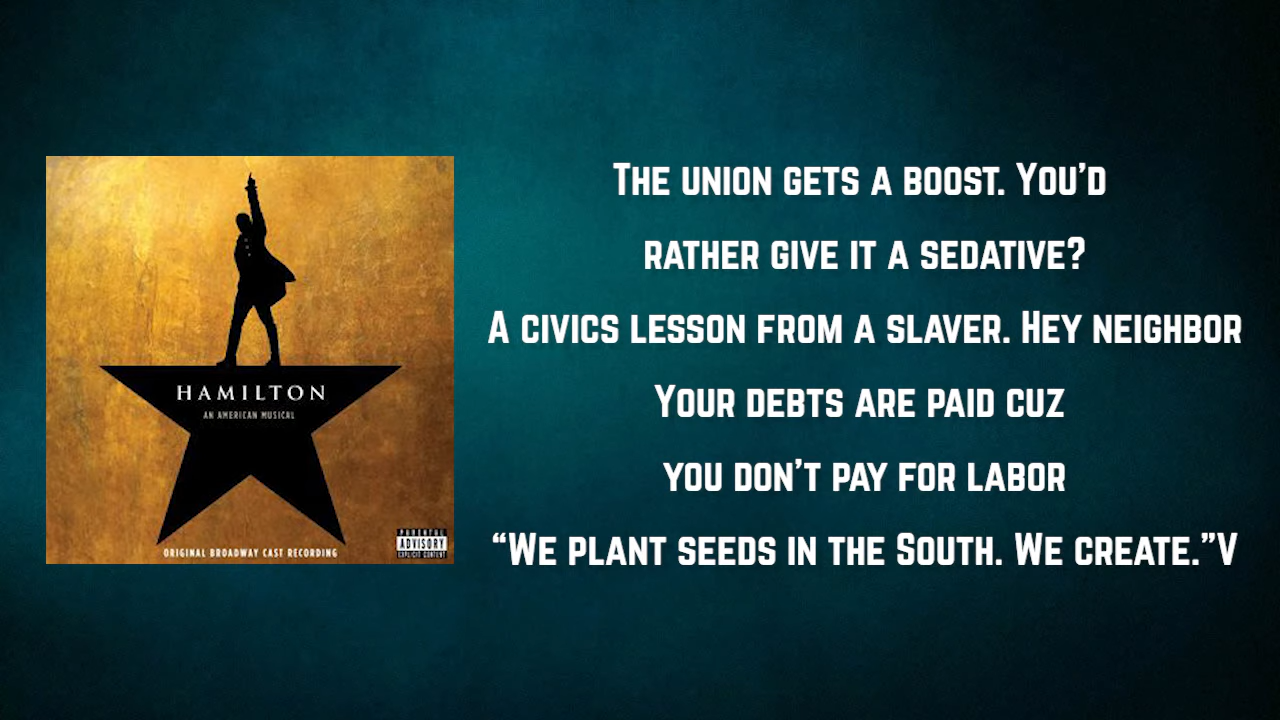 HAMILTON
AN AMERICAN MUSICAL
ORIGINAL BROADWAY CAST RECORDING
PARENTAL
ADVISORY
EXPLICIT CONTENT
The union gets a boost. You’d
rather give it a sedative?
A civics lesson from a slaver. Hey neighbor
Your debts are paid cuz
you don’t pay for labor
“We plant seeds in the South. We create.”V